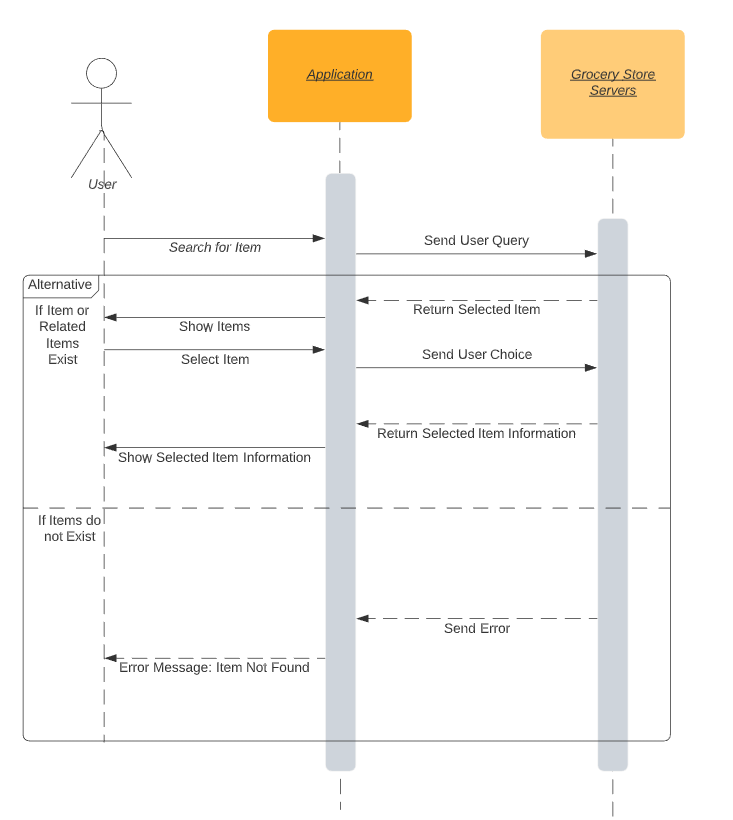 Application
Grocery Store
Servers
User
Search for Item
Send User Query
Alternative
If Item or
Related
Items
Exist
Return Selected Item
Show Items
Select Item
Send User Choice
Return Selected Item Information
Show Selected Item Information
If Items do
not Exist
Send Error
Error Message: Item Not Found